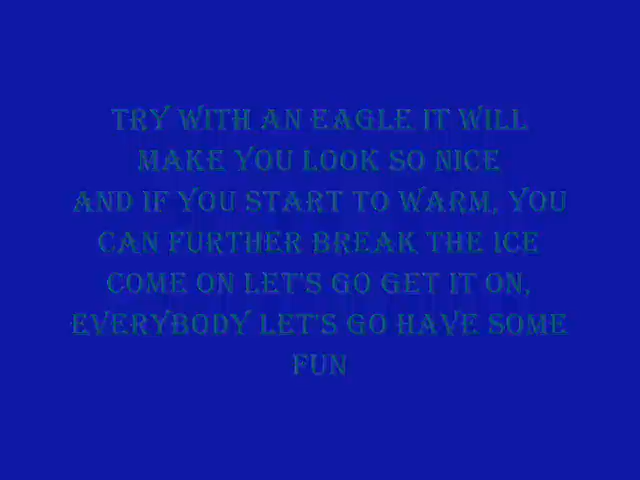 TRY WITH AN EAGLE IT WILL
MAKE YOU LOOK SO NICE
AND IF YOU START TO WARM, YOU
CAN FURTHER BREAK THE ICE
COME ON LET'S GO GET IT ON,
EVERYBODY LET'S GO HAVE SOME
FUN